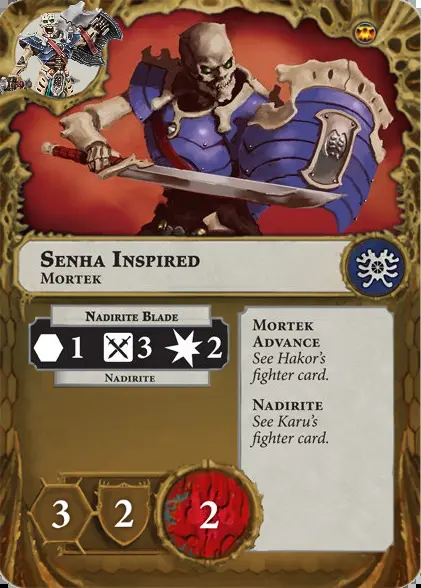 Senha Inspired
Mortek
Nadirite Blade
1 3 2
Nadirite
Mortek
Advance
See Hakor's
fighter card.
Nadirite
See Karu's
fighter card.
3 2 2